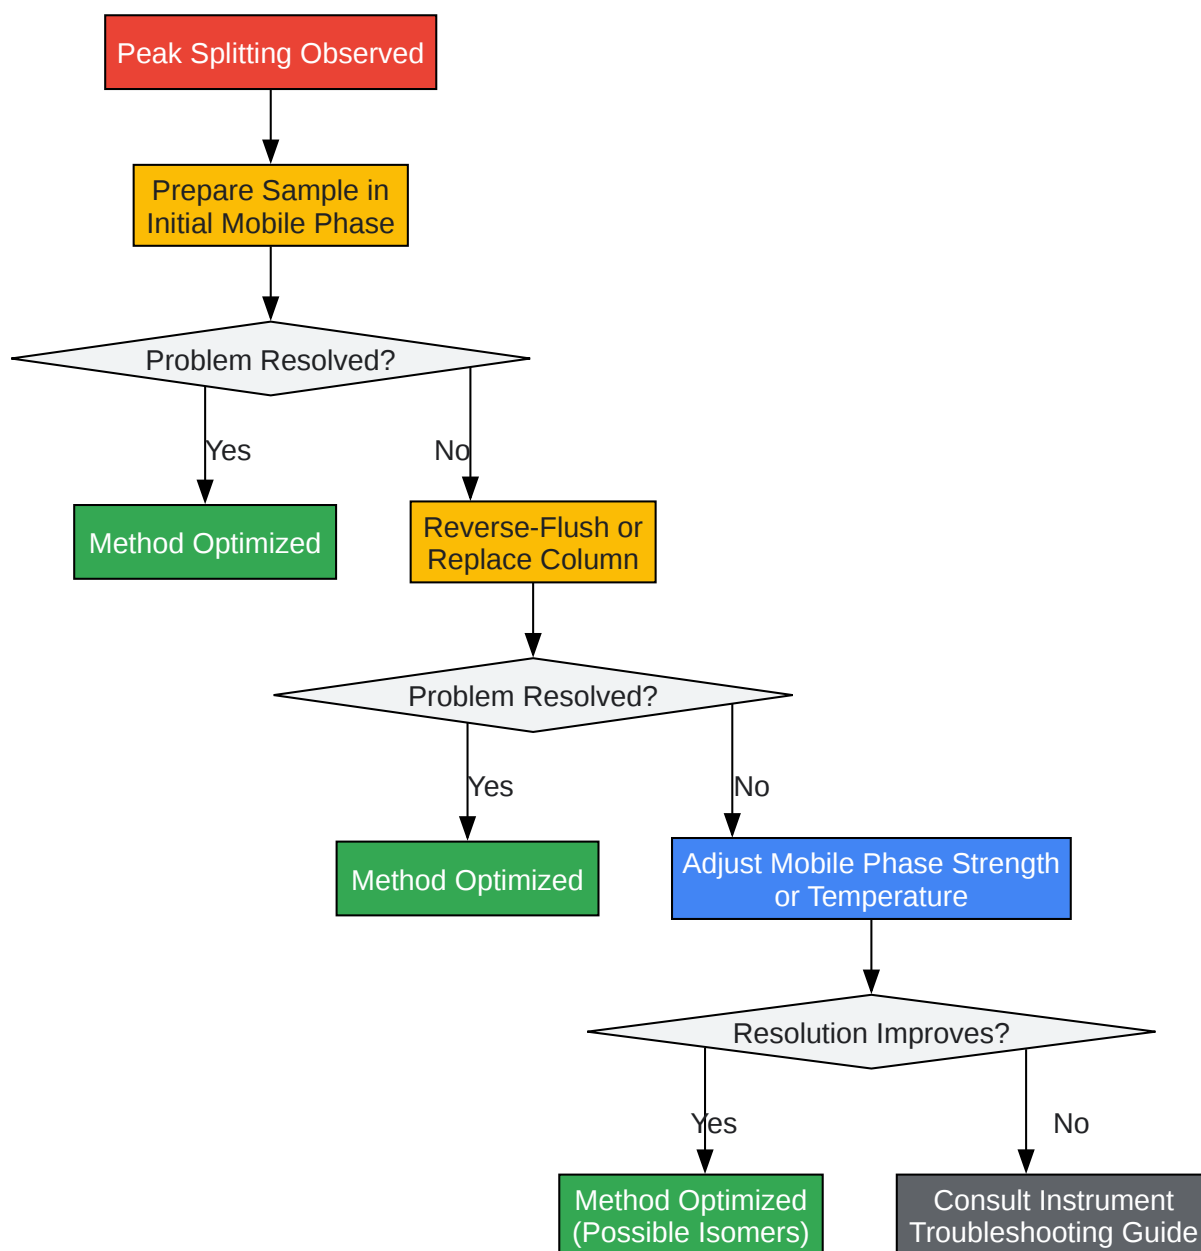 Peak Splitting Observed
Prepare Sample in
Initial Mobile Phase
Problem Resolved?
Yes
No
Method Optimized
Reverse-Flush or
Replace Column
Problem Resolved?
Yes
No
Method Optimized
Adjust Mobile Phase Strength
or Temperature
Resolution Improves?
Yes
No
Method Optimized
(Possible Isomers)
Consult Instrument
Troubleshooting Guide